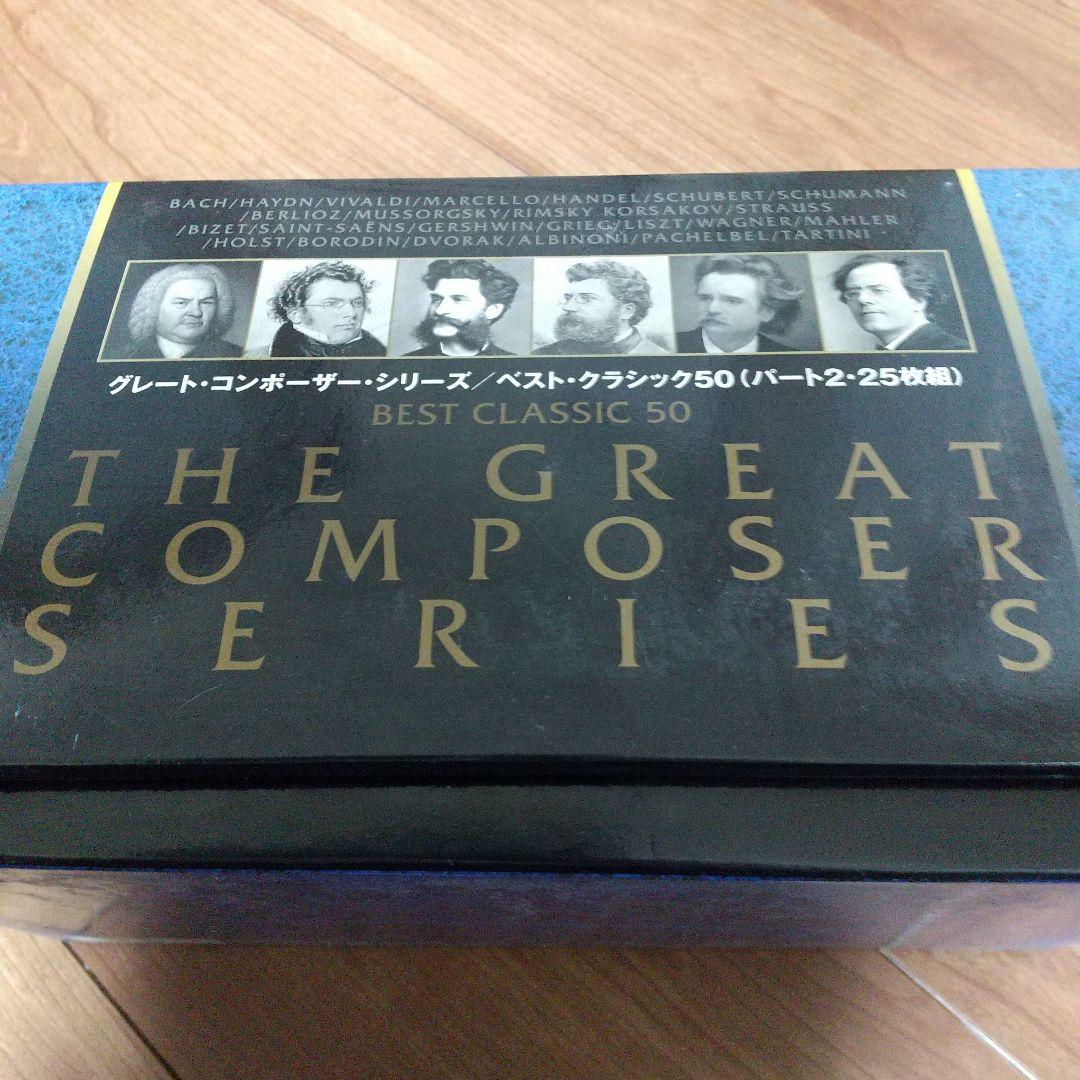 BACH/HAYDN/VIVALDI/MARCELLO/HANDEL/SCHUBERT/SCHUMANN
/BERLIOZ/MUSSORGSKY/RIMSKY KORSAKOV/STRAUSS
/BIZET/SAINT-SAËNS/GERSHWIN/GRIEG/LISZT/WAGNER/MAHLER
/HOLST/BORODIN/DVORAK/ALBINONI/PACHELBEL/TARTINI
グレート・コンポーザー・シリーズ/ベスト・クラシック50(パート2・25枚組)
BEST CLASSIC 50
THE GREAT
COMPOSER
SERIES